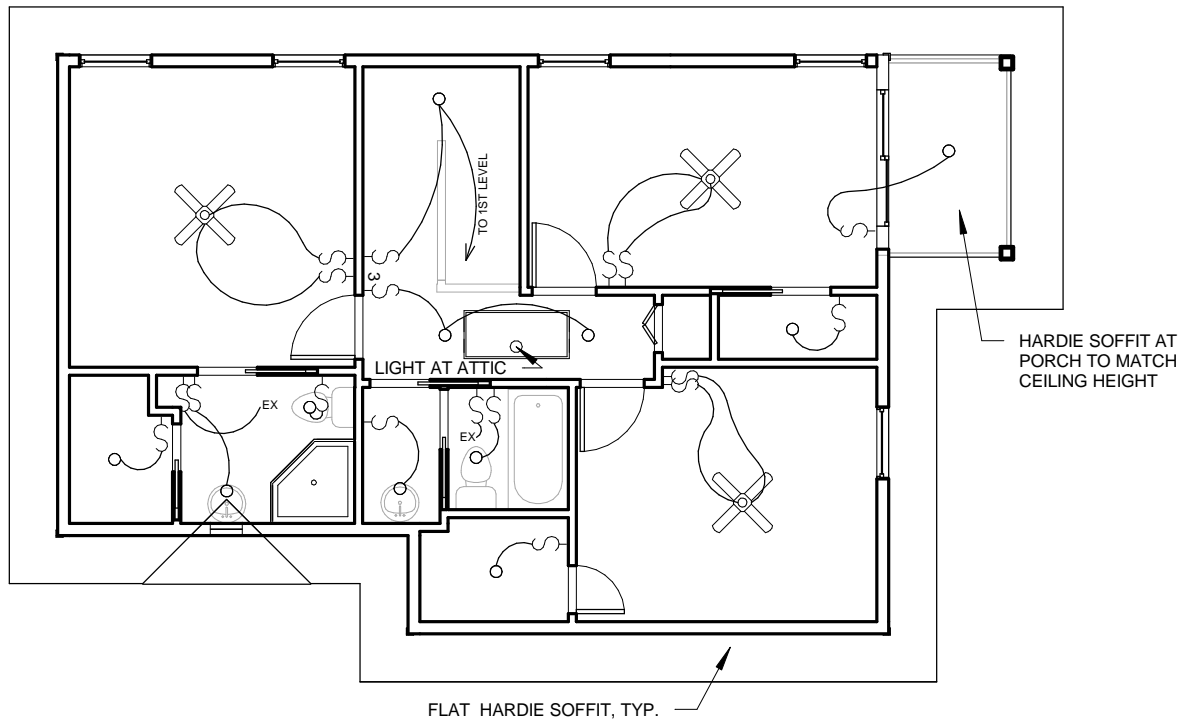 TO 1ST LEVEL
3
LIGHT AT ATTIC
EX
EX
HARDIE SOFFIT AT
PORCH TO MATCH
CEILING HEIGHT
FLAT HARDIE SOFFIT, TYP.